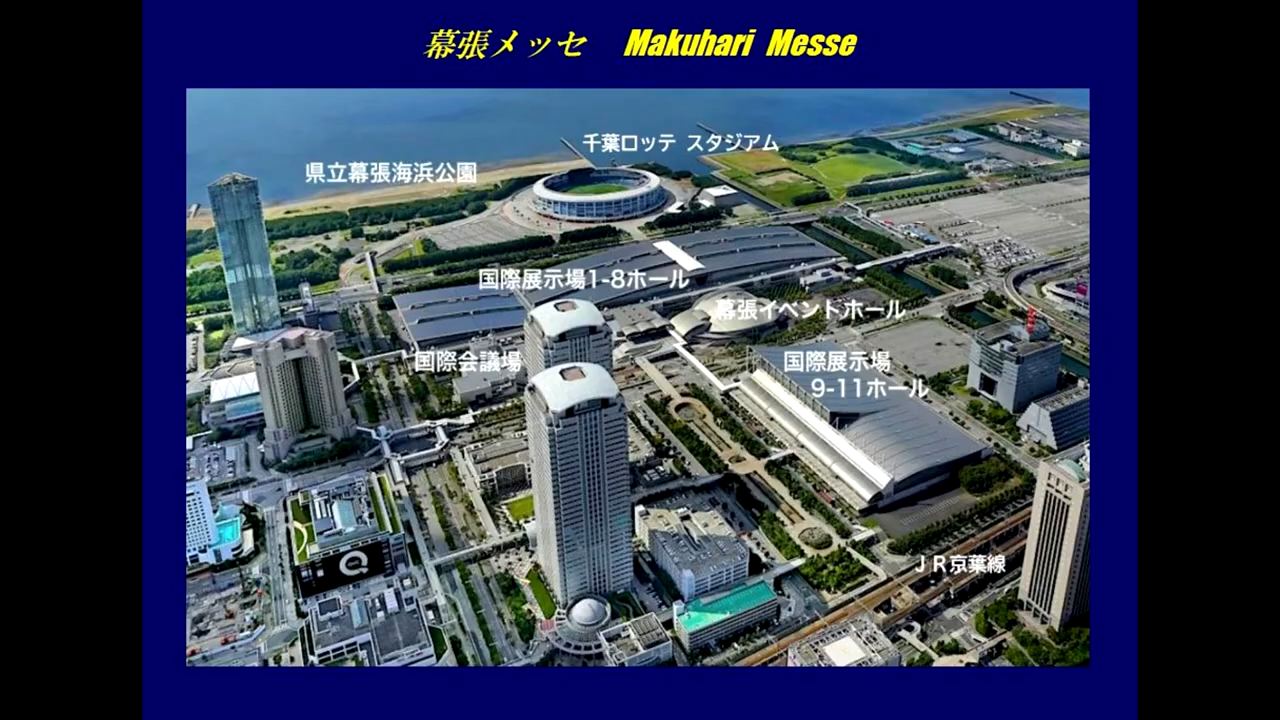 幕張メッセ Makuhari Messe
千葉ロッテ スタジアム
県立幕張海浜公園
国際展示場1-8ホール
幕張イベントホール
国際会議場
国際展示場
9-11ホール
JR京葉線